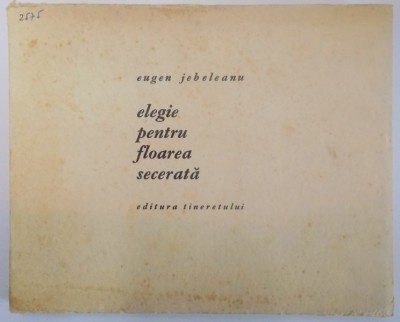 2575
eugen jebeleanu
elegie
pentru
floarea
secerată
editura tineretului